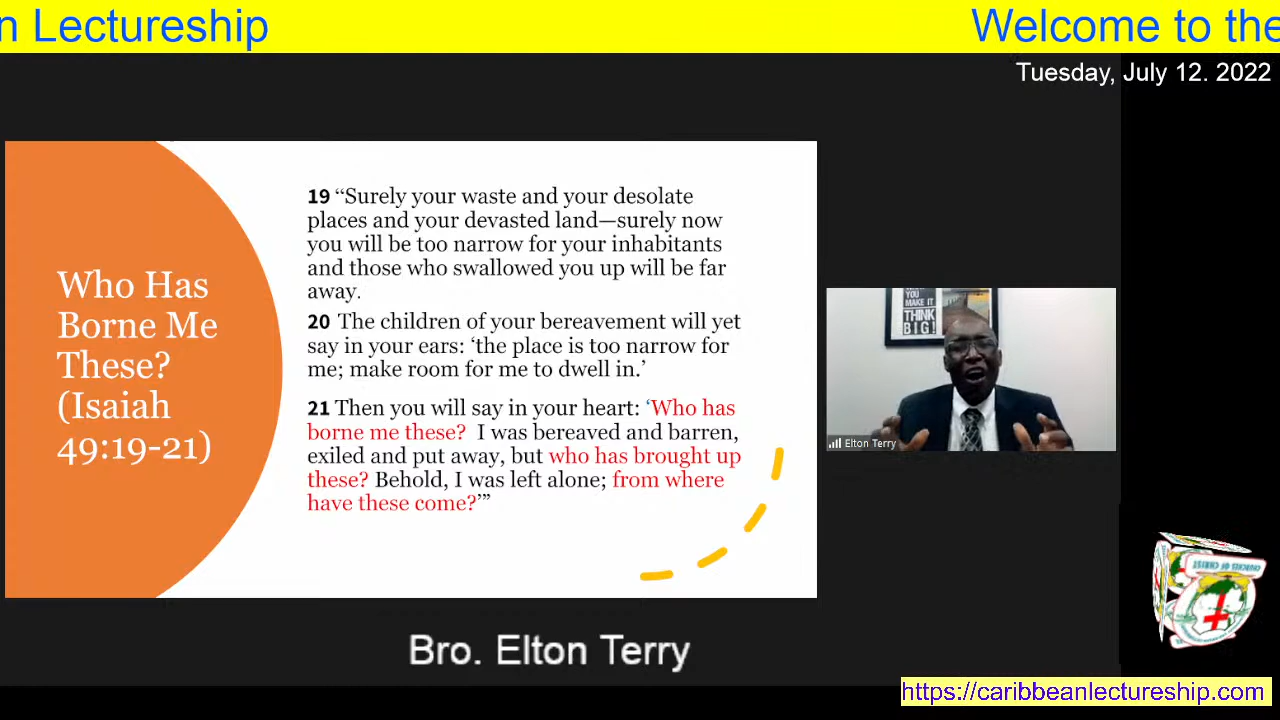 n Lectureship
Welcome to the
Tuesday, July 12. 2022
Who Has
Borne Me
These?
(Isaiah
49:19-21)
19 “Surely your waste and your desolate
places and your devasted land—surely now
you will be too narrow for your inhabitants
and those who swallowed you up will be far
away.
20 The children of your bereavement will yet
say in your ears: ‘the place is too narrow for
me; make room for me to dwell in.’
21 Then you will say in your heart: ‘Who has
borne me these? I was bereaved and barren,
exiled and put away, but who has brought up
these? Behold, I was left alone; from where
have these come?’”
YOU
MAKE IT
THINK
BIG!
Elton Terry
CHURCHES OF CHRIST
Bro. Elton Terry
https://caribbeanlectureship.com